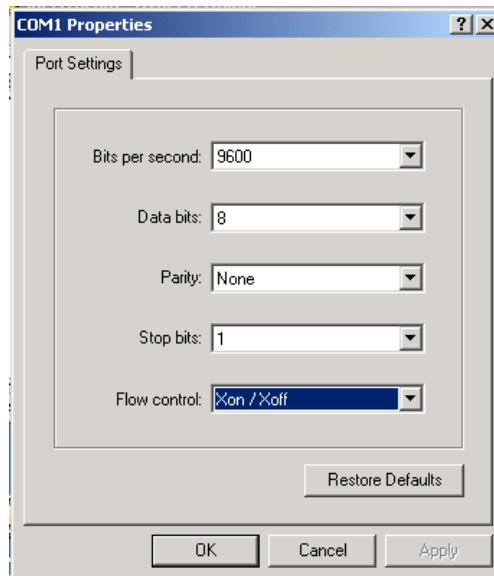 COM1 Properties
Port Settings
Bits per second: 9600
Data bits: 8
Parity: None
Stop bits: 1
Flow control: Xon / Xoff
Restore Defaults
OK Cancel Apply